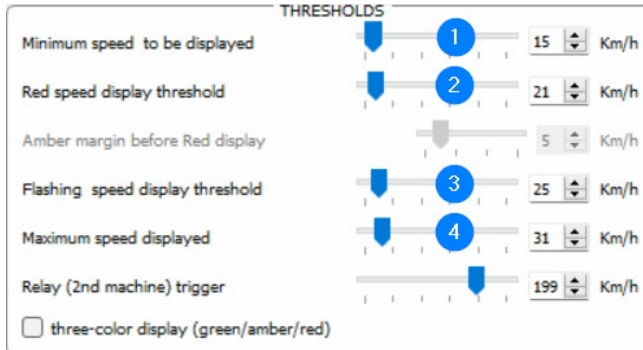 THRESHOLDS
Minimum speed to be displayed 1 15 Km/h
Red speed display threshold 2 21 Km/h
Amber margin before Red display 5 Km/h
Flashing speed display threshold 3 25 Km/h
Maximum speed displayed 4 31 Km/h
Relay (2nd machine) trigger 199 Km/h
three-color display (green/amber/red)